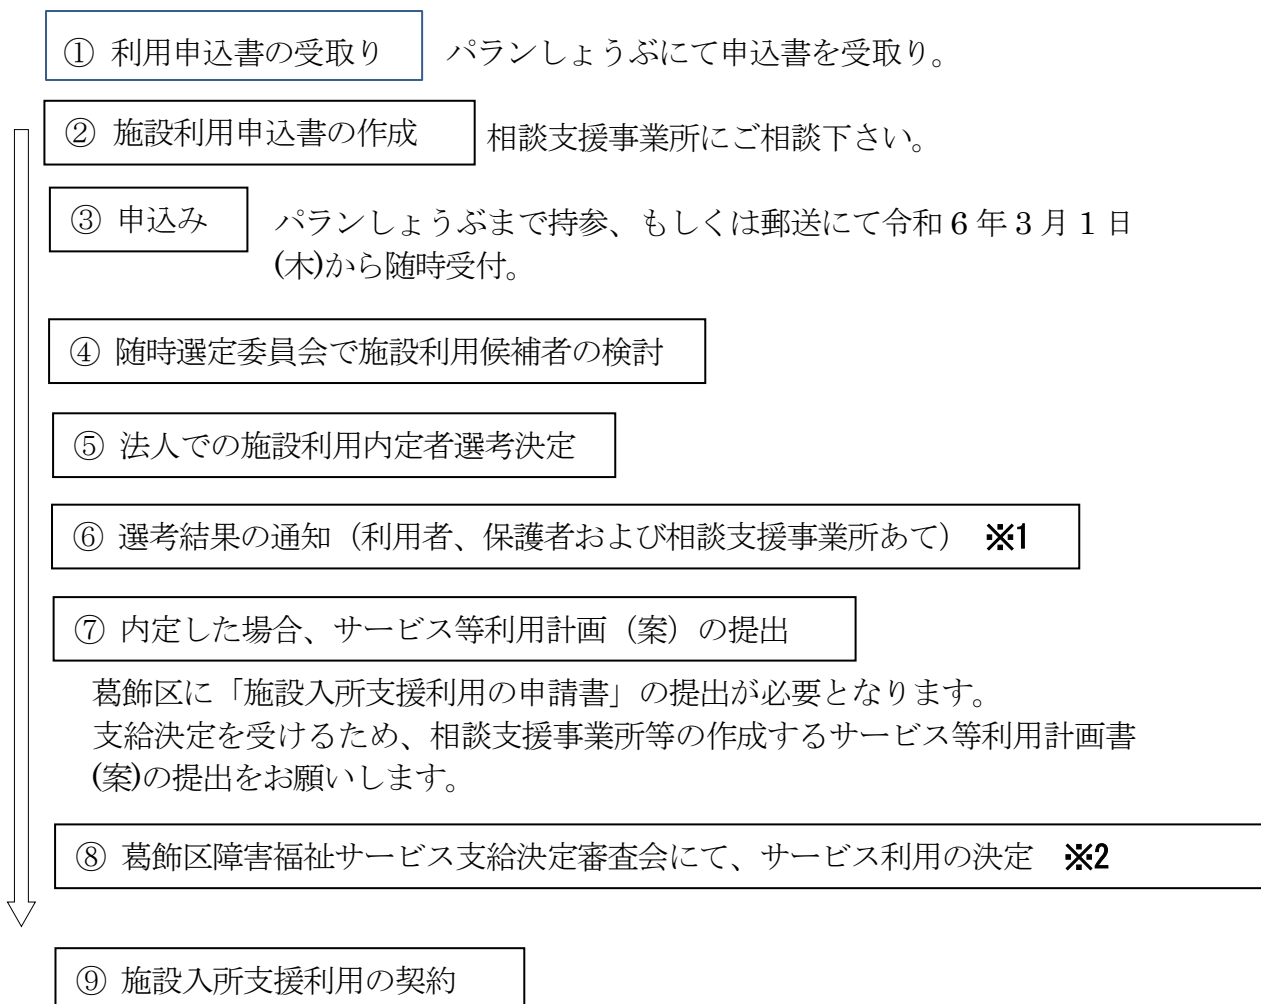 ① 利用申込書の受取り パランしょうぶにて申込書を受取り。
② 施設利用申込書の作成 相談支援事業所にご相談下さい。
③ 申込み パランしょうぶまで持参、もしくは郵送にて令和6年3月1日
(木)から随時受付。
④ 随時選定委員会で施設利用候補者の検討
⑤ 法人での施設利用内定者選考決定
⑥ 選考結果の通知（利用者、保護者および相談支援事業所あて） ※1
⑦ 内定した場合、サービス等利用計画（案）の提出
葛飾区に「施設入所支援利用の申請書」の提出が必要となります。
支給決定を受けるため、相談支援事業所等の作成するサービス等利用計画書
(案)の提出をお願いします。
⑧ 葛飾区障害福祉サービス支給決定審査会にて、サービス利用の決定 ※2
⑨ 施設入所支援利用の契約